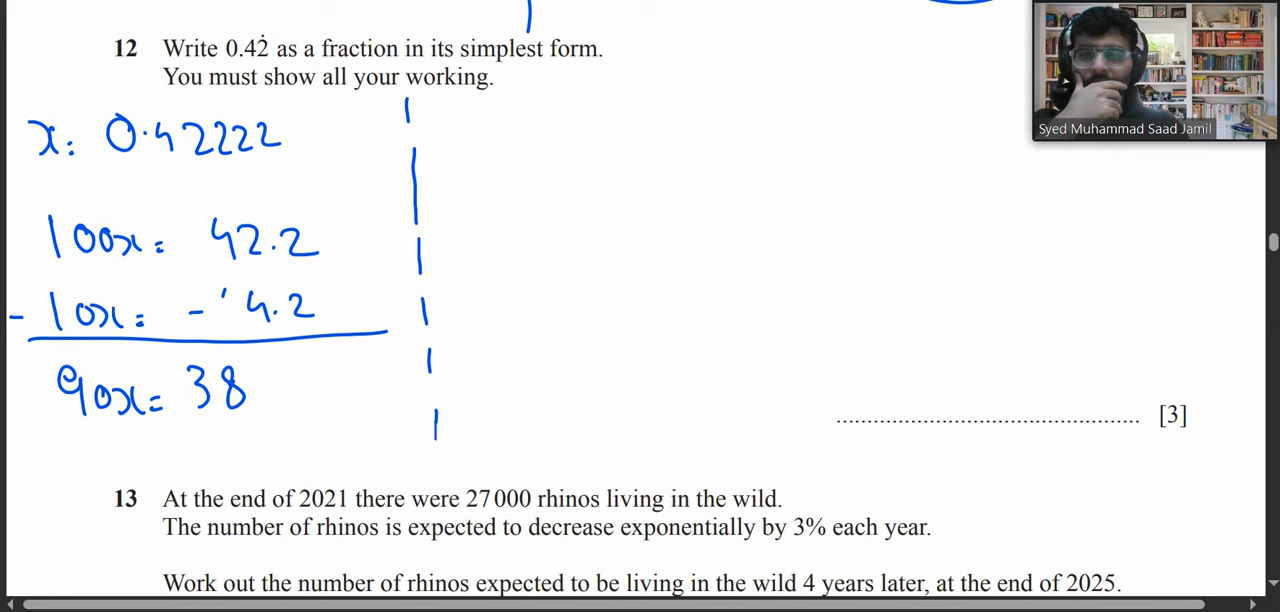 12 Write 0.42̇ as a fraction in its simplest form.
You must show all your working.
x: 0.42222
100x = 42.2
- 10x = - 4.2
90x = 38
[3]
13 At the end of 2021 there were 27000 rhinos living in the wild.
The number of rhinos is expected to decrease exponentially by 3% each year.
Work out the number of rhinos expected to be living in the wild 4 years later, at the end of 2025.
Syed Muhammad Saad Jamil